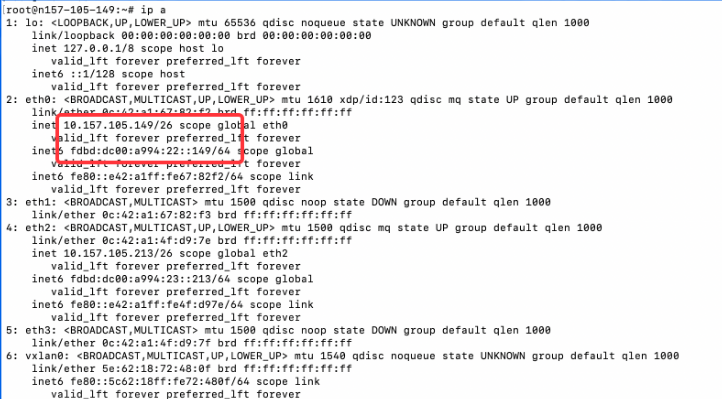 [root@n157-105-149:~# ip a
1: lo: <LOOPBACK,UP,LOWER_UP> mtu 65536 qdisc noqueue state UNKNOWN group default qlen 1000
link/loopback 00:00:00:00:00:00 brd 00:00:00:00:00:00
inet 127.0.0.1/8 scope host lo
valid_lft forever preferred_lft forever
inet6 ::1/128 scope host
valid_lft forever preferred_lft forever
2: eth0: <BROADCAST,MULTICAST,UP,LOWER_UP> mtu 1610 xdp/id:123 qdisc mq state UP group default qlen 1000
link/ether 0c:42:a1:67:82:f2 brd ff:ff:ff:ff:ff:ff
inet 10.157.105.149/26 scope global eth0
valid_lft forever preferred_lft forever
inet6 fdbd:dc00:a994:22::149/64 scope global
valid_lft forever preferred_lft forever
inet6 fe80::e42:a1ff:fe67:82f2/64 scope link
valid_lft forever preferred_lft forever
3: eth1: <BROADCAST,MULTICAST> mtu 1500 qdisc noop state DOWN group default qlen 1000
link/ether 0c:42:a1:67:82:f3 brd ff:ff:ff:ff:ff:ff
4: eth2: <BROADCAST,MULTICAST,UP,LOWER_UP> mtu 1500 qdisc mq state UP group default qlen 1000
link/ether 0c:42:a1:4f:d9:7e brd ff:ff:ff:ff:ff:ff
inet 10.157.105.213/26 scope global eth2
valid_lft forever preferred_lft forever
inet6 fdbd:dc00:a994:23::213/64 scope global
valid_lft forever preferred_lft forever
inet6 fe80::e42:a1ff:fe4f:d97e/64 scope link
valid_lft forever preferred_lft forever
5: eth3: <BROADCAST,MULTICAST> mtu 1500 qdisc noop state DOWN group default qlen 1000
link/ether 0c:42:a1:4f:d9:7f brd ff:ff:ff:ff:ff:ff
6: vxlan0: <BROADCAST,MULTICAST,UP,LOWER_UP> mtu 1540 qdisc noqueue state UNKNOWN group default qlen 1000
link/ether 5e:62:18:72:48:0f brd ff:ff:ff:ff:ff:ff
inet6 fe80::5c62:18ff:fe72:480f/64 scope link
valid_lft forever preferred_lft forever